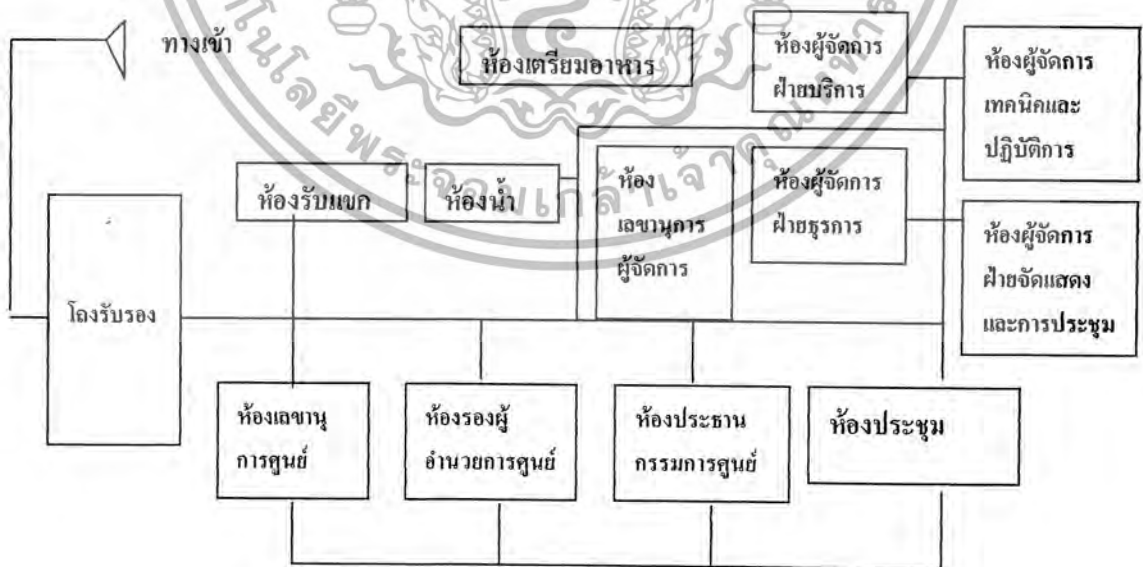 ทางเข้า
ห้องเตรียมอาหาร
ห้องผู้จัดการ
ฝ่ายบริการ
ห้องผู้จัดการ
เทคนิคและ
ปฏิบัติการ
ห้องรับแขก
ห้องน้ำ
ห้อง
เลขานุการ
ผู้จัดการ
ห้องผู้จัดการ
ฝ่ายธุรการ
ห้องผู้จัดการ
ฝ่ายจัดแสดง
และการประชุม
โถงรับรอง
ห้องเลขานุ
การศูนย์
ห้องรองผู้
อำนวยการศูนย์
ห้องประธาน
กรรมการศูนย์
ห้องประชุม